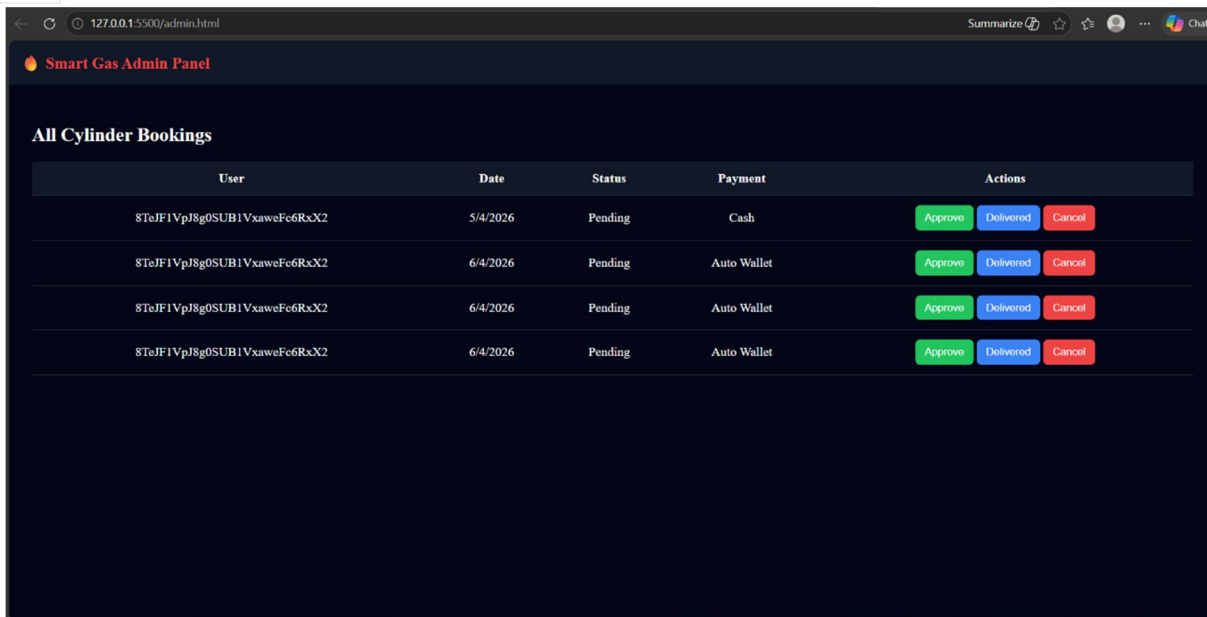 127.0.0.1:5500/admin.html Summarize ... Chat
Smart Gas Admin Panel
All Cylinder Bookings
User Date Status Payment Actions
8TeJF1VpJ8g0SUB1VxaweFc6RxX2 5/4/2026 Pending Cash Approve Delivered Cancel
8TeJF1VpJ8g0SUB1VxaweFc6RxX2 6/4/2026 Pending Auto Wallet Approve Delivered Cancel
8TeJF1VpJ8g0SUB1VxaweFc6RxX2 6/4/2026 Pending Auto Wallet Approve Delivered Cancel
8TeJF1VpJ8g0SUB1VxaweFc6RxX2 6/4/2026 Pending Auto Wallet Approve Delivered Cancel